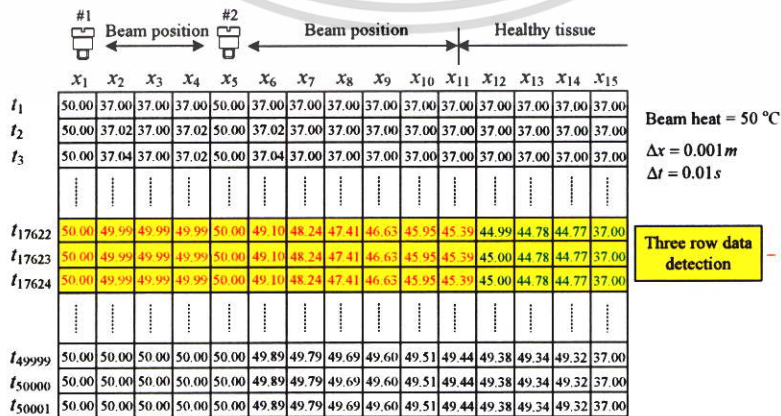 #1 #2
Beam position Beam position Healthy tissue
x1 x2 x3 x4 x5 x6 x7 x8 x9 x10 x11 x12 x13 x14 x15
t1 50.00 37.00 37.00 37.00 50.00 37.00 37.00 37.00 37.00 37.00 37.00 37.00 37.00 37.00 37.00
t2 50.00 37.02 37.00 37.02 50.00 37.02 37.00 37.00 37.00 37.00 37.00 37.00 37.00 37.00 37.00
t3 50.00 37.04 37.00 37.02 50.00 37.04 37.00 37.00 37.00 37.00 37.00 37.00 37.00 37.00 37.00
Beam heat = 50 °C
Δx = 0.001m
Δt = 0.01s
t17622 50.00 49.99 49.99 49.99 50.00 49.10 48.24 47.41 46.63 45.95 45.39 44.99 44.78 44.77 37.00
t17623 50.00 49.99 49.99 49.99 50.00 49.10 48.24 47.41 46.63 45.95 45.39 45.00 44.78 44.77 37.00
t17624 50.00 49.99 49.99 49.99 50.00 49.10 48.24 47.41 46.63 45.95 45.39 45.00 44.78 44.77 37.00
Three row data
detection
t49999 50.00 50.00 50.00 50.00 50.00 49.89 49.79 49.69 49.60 49.51 49.44 49.38 49.34 49.32 37.00
t50000 50.00 50.00 50.00 50.00 50.00 49.89 49.79 49.69 49.60 49.51 49.44 49.38 49.34 49.32 37.00
t50001 50.00 50.00 50.00 50.00 50.00 49.89 49.79 49.69 49.60 49.51 49.44 49.38 49.34 49.32 37.00